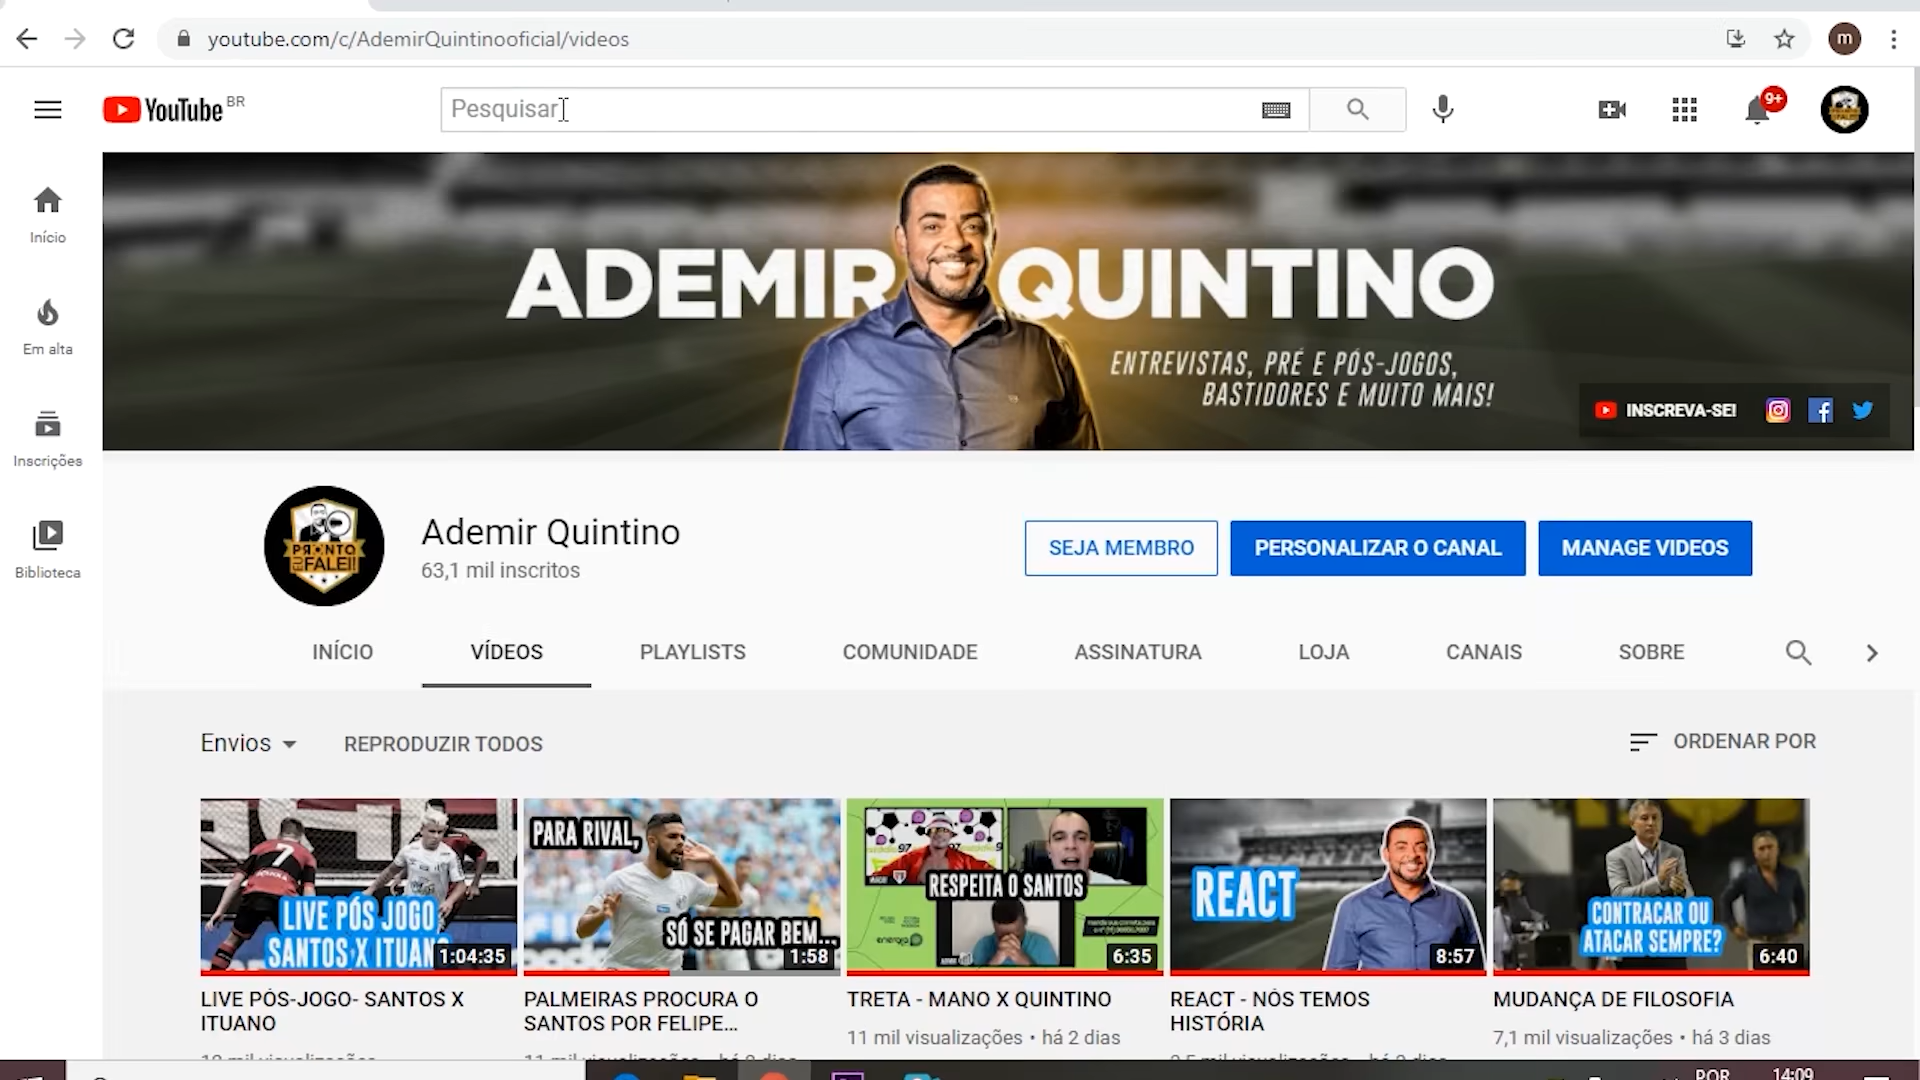 youtube.com/c/AdemirQuintinooficial/videos
m
YouTube BR
Pesquisar
9+
Início
Em alta
Inscrições
Biblioteca
ADEMIR QUINTINO
ENTREVISTAS, PRÉ E PÓS-JOGOS,
BASTIDORES E MUITO MAIS!
INSCREVA-SE!
PRONTO
EU FALEI!
Ademir Quintino
63,1 mil inscritos
SEJA MEMBRO
PERSONALIZAR O CANAL
MANAGE VIDEOS
INÍCIO
VÍDEOS
PLAYLISTS
COMUNIDADE
ASSINATURA
LOJA
CANAIS
SOBRE
Envios
REPRODUZIR TODOS
ORDENAR POR
7
LIVE PÓS JOGO,
SANTOS X ITUAN
1:04:35
PARA RIVAL,
SÓ SE PAGAR BEM...
1:58
97
RESPEITA O SANTOS
energia
6:35
REACT
8:57
CONTRACAR OU
ATACAR SEMPRE?
6:40
LIVE PÓS-JOGO- SANTOS X
ITUANO
PALMEIRAS PROCURA O
SANTOS POR FELIPE...
TRETA - MANO X QUINTINO
11 mil visualizações • há 2 dias
REACT - NÓS TEMOS
HISTÓRIA
MUDANÇA DE FILOSOFIA
7,1 mil visualizações • há 3 dias
POR
14:09